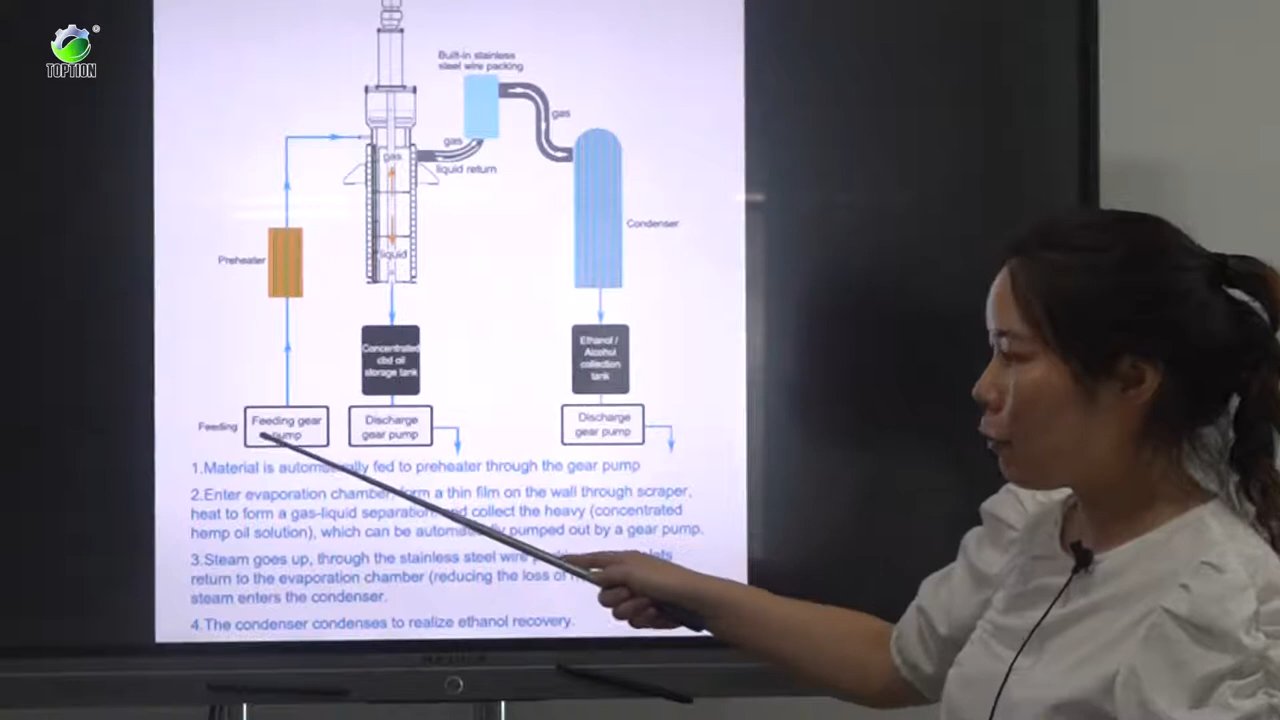 TOPTION
Built-in stainless
steel wire packing
gas
gas
gas
liquid return
Condenser
Preheater
liquid
Concentrated
cbd oil
storage tank
Ethanol /
Alcohol
collection
tank
Feeding
Feeding gear
pump
Discharge
gear pump
Discharge
gear pump
1.Material is automatically fed to preheater through the gear pump
2.Enter evaporation chamber, form a thin film on the wall through scraper,
heat to form a gas-liquid separation, and collect the heavy (concentrated
hemp oil solution), which can be automatically pumped out by a gear pump.
3.Steam goes up, through the stainless steel wire
return to the evaporation chamber (reducing the loss of
steam enters the condenser.
4.The condenser condenses to realize ethanol recovery.